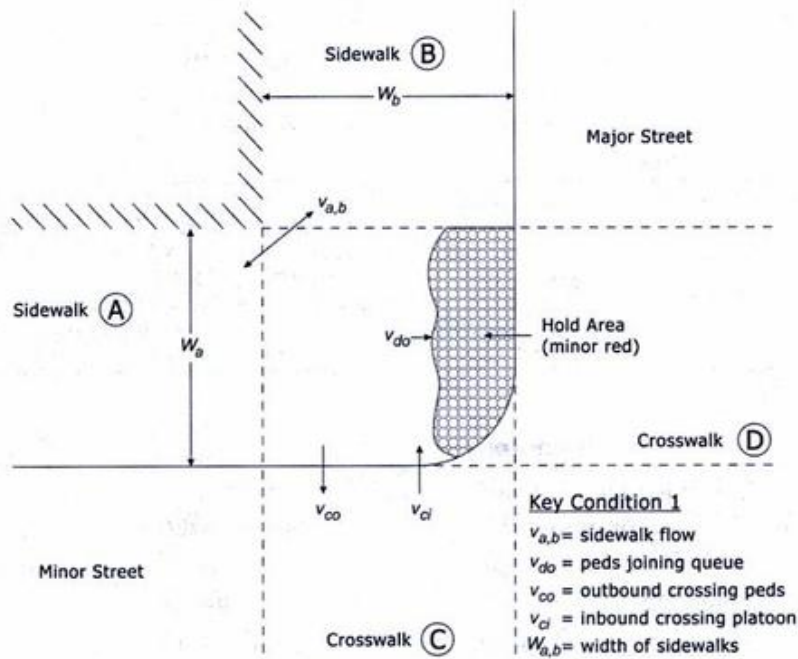 Sidewalk B
W_b
Major Street
v_a,b
Sidewalk A
W_a
v_do
Hold Area
(minor red)
Crosswalk D
v_co
v_ci
Key Condition 1
v_a,b = sidewalk flow
v_do = peds joining queue
v_co = outbound crossing peds
v_ci = inbound crossing platoon
W_a,b = width of sidewalks
Minor Street
Crosswalk C